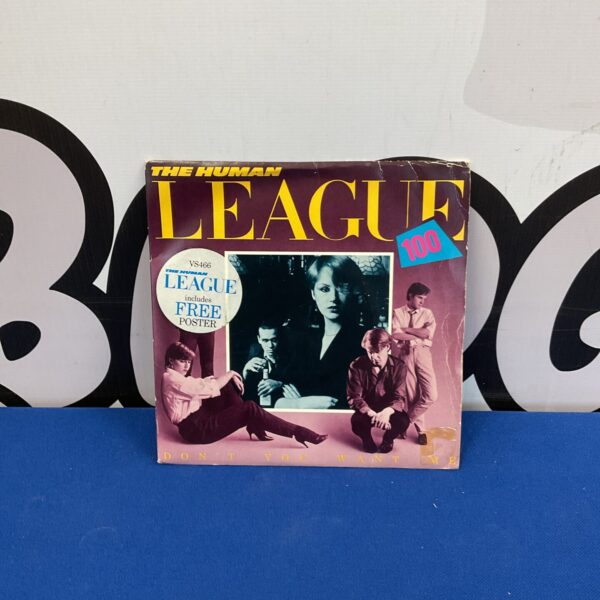 THE HUMAN
LEAGUE
100
VS466
THE HUMAN
LEAGUE
includes
FREE
POSTER
DON'T YOU WANT ME